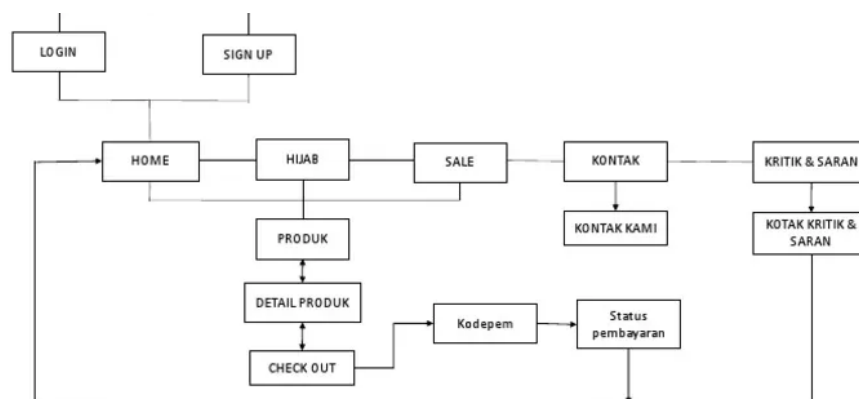 LOGIN
SIGN UP
HOME
HIJAB
SALE
KONTAK
KRITIK & SARAN
PRODUK
KONTAK KAMI
KOTAK KRITIK &
SARAN
DETAIL PRODUK
Kodepem
Status
pembayaran
CHECK OUT